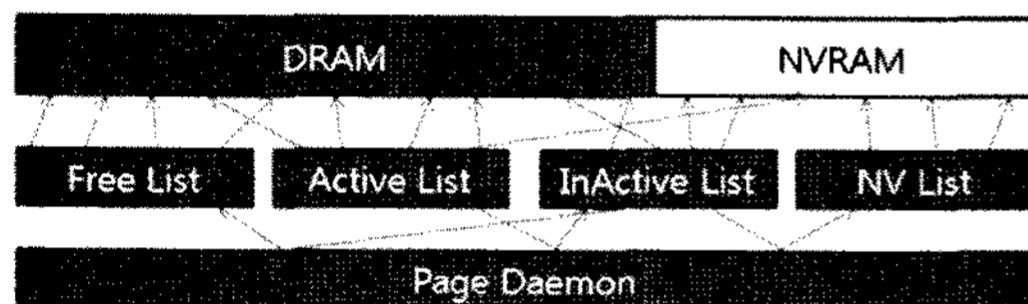 DRAM NVRAM
Free List Active List InActive List NV List
Page Daemon